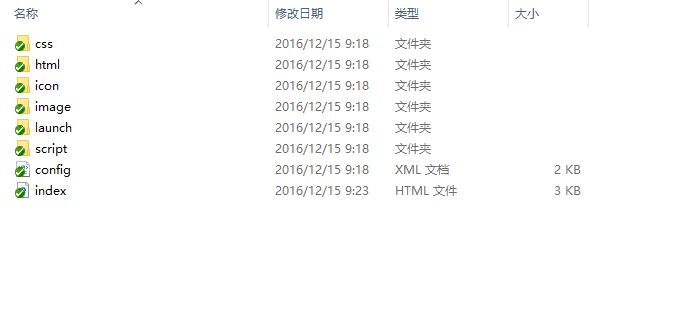 名称 修改日期 类型 大小
css 2016/12/15 9:18 文件夹
html 2016/12/15 9:18 文件夹
icon 2016/12/15 9:18 文件夹
image 2016/12/15 9:18 文件夹
launch 2016/12/15 9:18 文件夹
script 2016/12/15 9:18 文件夹
config 2016/12/15 9:18 XML 文档 2 KB
index 2016/12/15 9:23 HTML 文件 3 KB